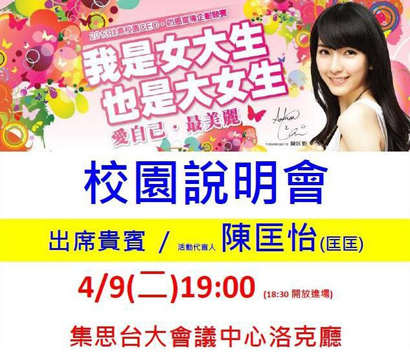 我是女大生
也是大女生
愛自己・最美麗
陳匡怡
校園說明會
出席貴賓 / 活動代言人 陳匡怡(匡匡)
4/9(二)19:00 (18:30 開放進場)
集思台大會議中心洛克廳